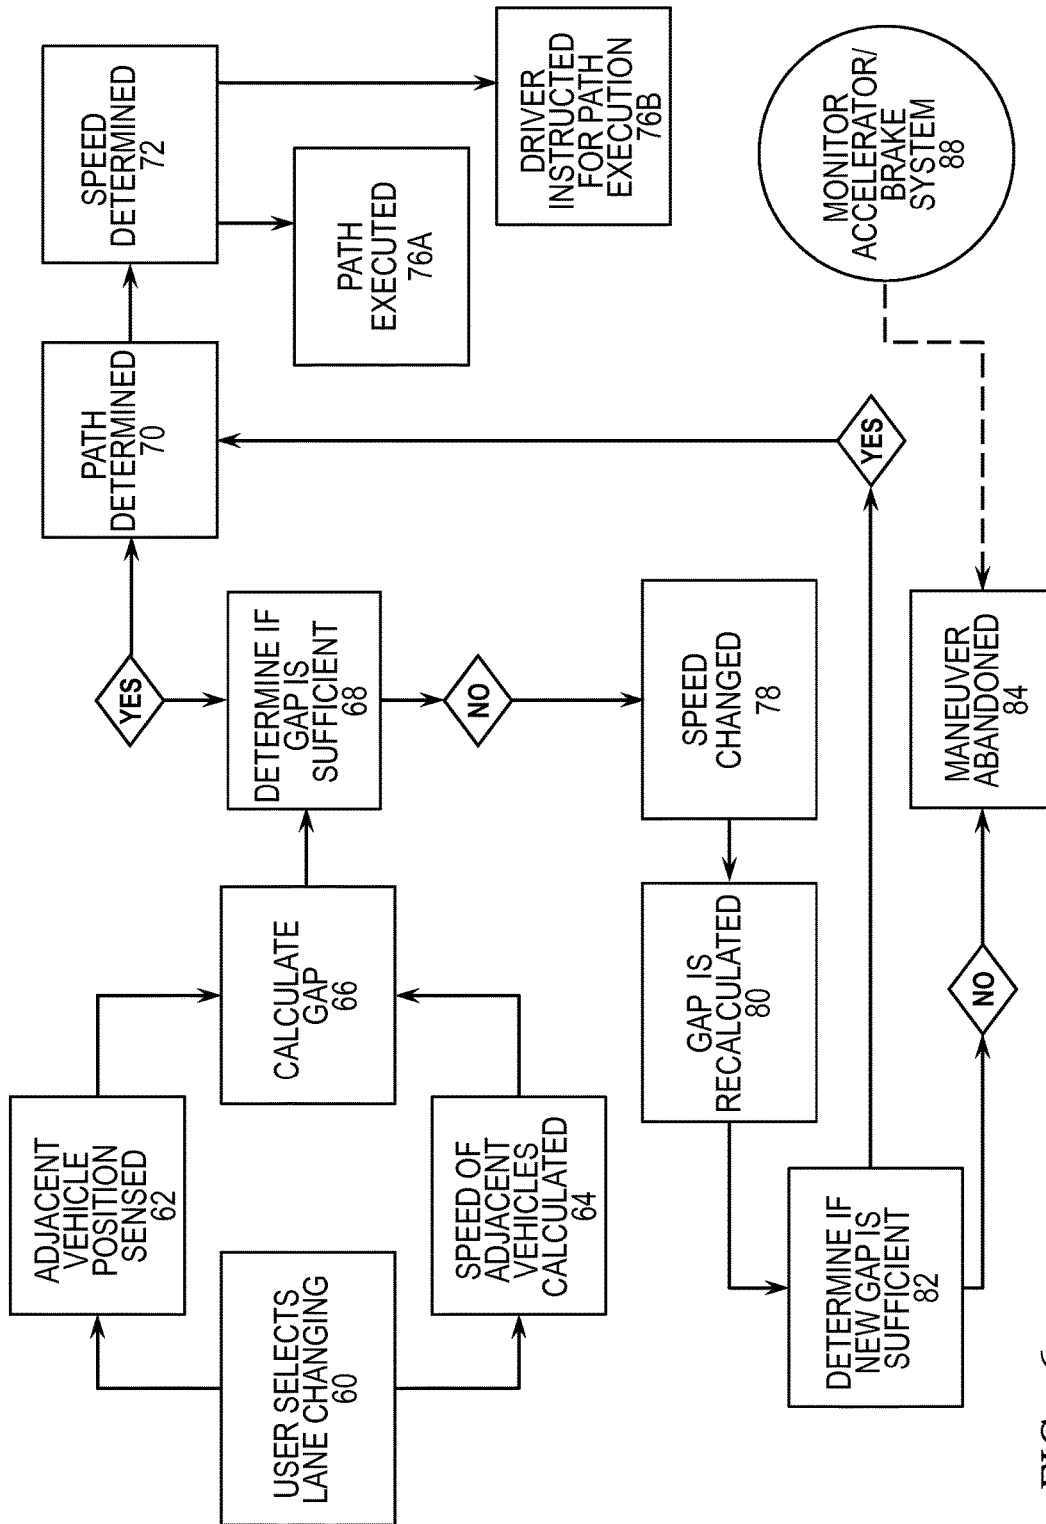 USER SELECTS
LANE CHANGING
60
ADJACENT
VEHICLE
POSITION
SENSED
62
SPEED OF
ADJACENT
VEHICLES
CALCULATED
64
CALCULATE
GAP
66
DETERMINE IF
GAP IS
SUFFICIENT
68
YES
PATH
DETERMINED
70
SPEED
DETERMINED
72
PATH
EXECUTED
76A
DRIVER
INSTRUCTED
FOR PATH
EXECUTION
76B
NO
SPEED
CHANGED
78
GAP IS
RECALCULATED
80
DETERMINE IF
NEW GAP IS
SUFFICIENT
82
YES
NO
MANEUVER
ABANDONED
84
MONITOR
ACCELERATOR/
BRAKE
SYSTEM
88